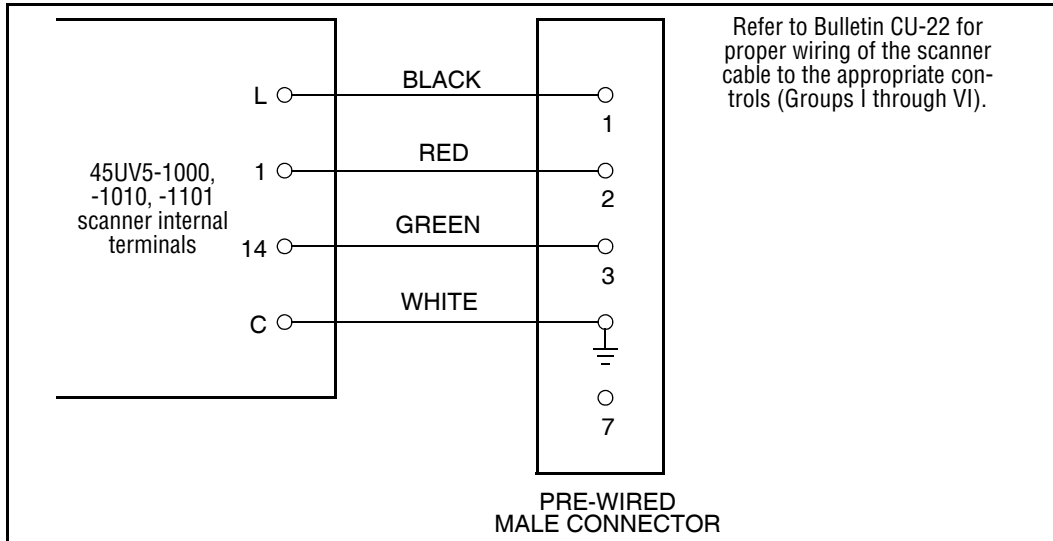 Refer to Bulletin CU-22 for
proper wiring of the scanner
cable to the appropriate con-
trols (Groups I through VI).
45UV5-1000,
-1010, -1101
scanner internal
terminals
L
BLACK
1
1
RED
2
14
GREEN
3
C
WHITE
7
PRE-WIRED
MALE CONNECTOR